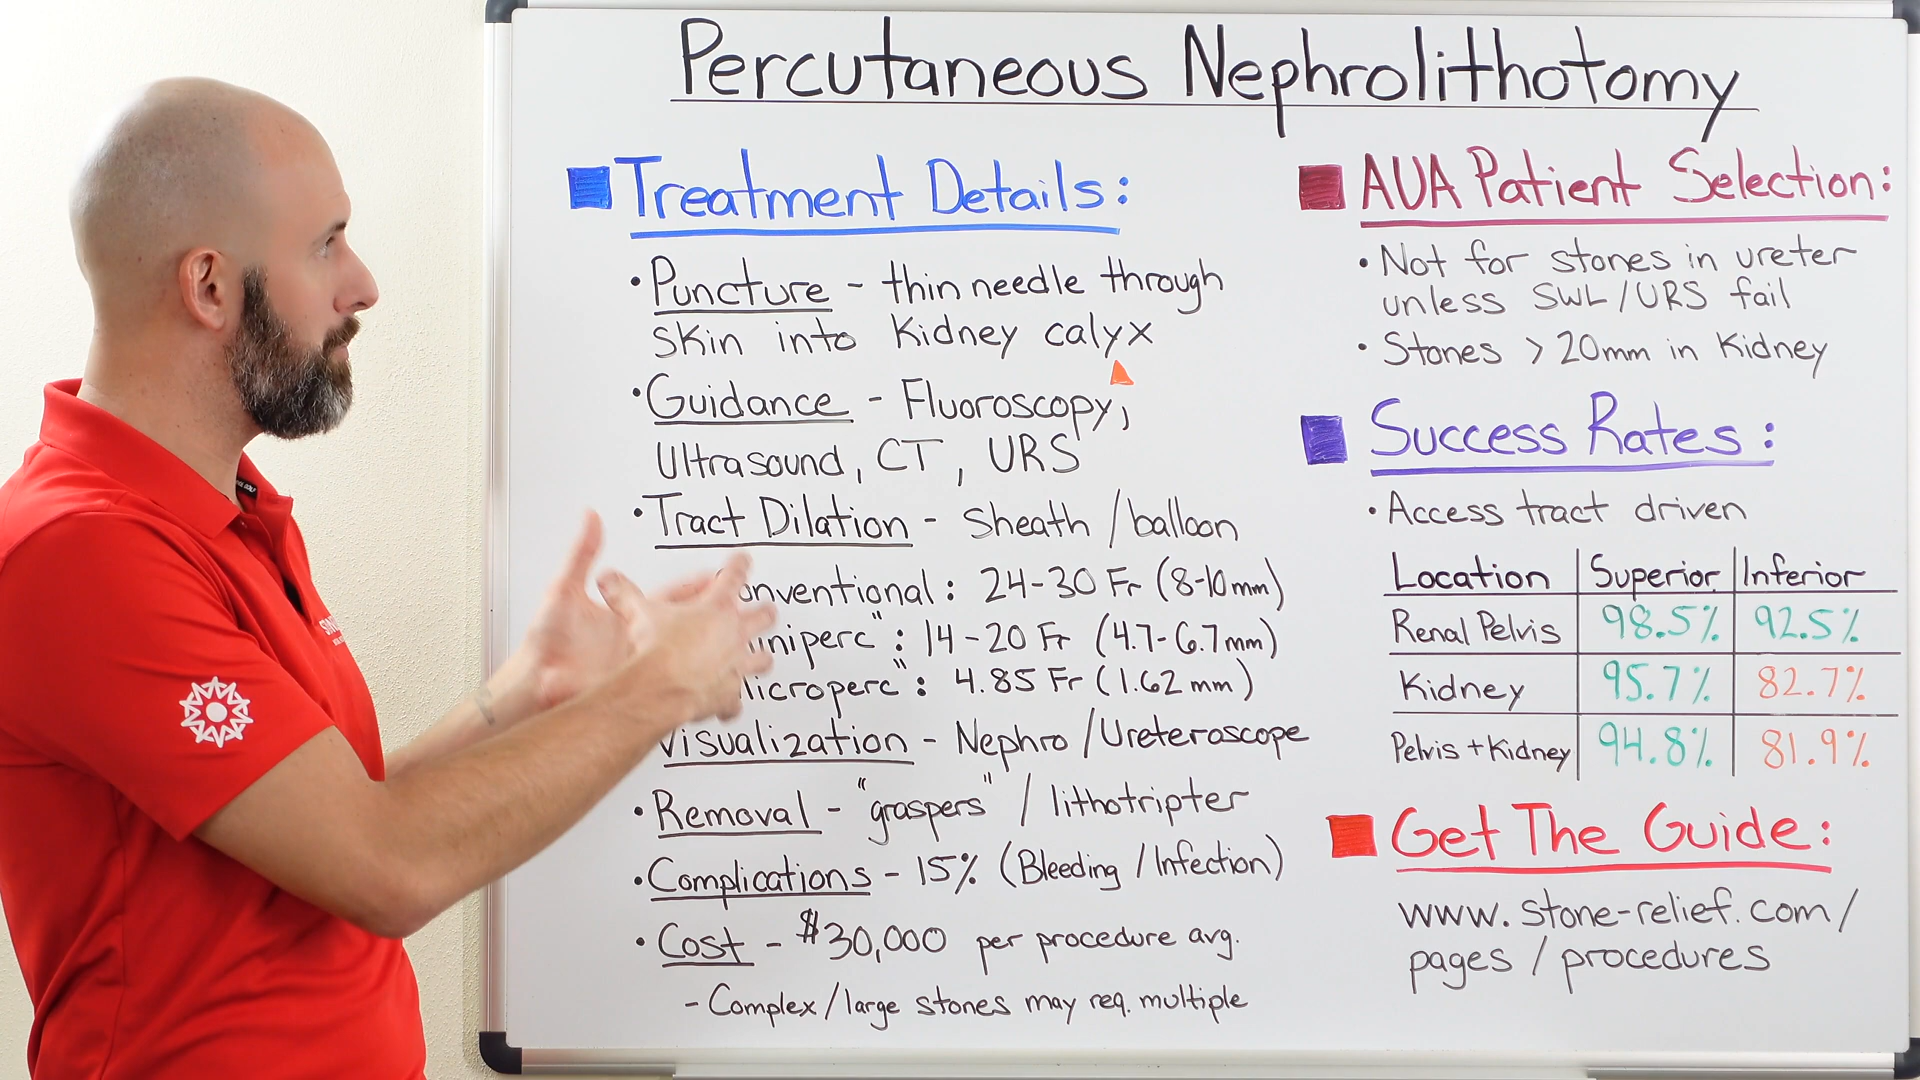 Percutaneous Nephrolithotomy
Treatment Details:
• Puncture - thin needle through
skin into Kidney calyx
• Guidance - Fluoroscopy,
Ultrasound, CT, URS
• Tract Dilation - Sheath / balloon
onventional: 24-30 Fr (8-10mm)
niperc": 14-20 Fr (4.7-6.7mm)
icroperc": 4.85 Fr (1.62 mm)
Visualization - Nephro / Ureteroscope
• Removal - "graspers" / lithotripter
• Complications - 15% (Bleeding / Infection)
• Cost - $30,000 per procedure avg.
- Complex / large stones may req. multiple
AUA Patient Selection:
• Not for stones in ureter
unless SWL / URS fail
• Stones > 20mm in Kidney
Success Rates:
• Access tract driven
Location Superior Inferior
Renal Pelvis 98.5% 92.5%
Kidney 95.7% 82.7%
Pelvis + Kidney 94.8% 81.9%
Get The Guide:
www.stone-relief.com/
pages / procedures